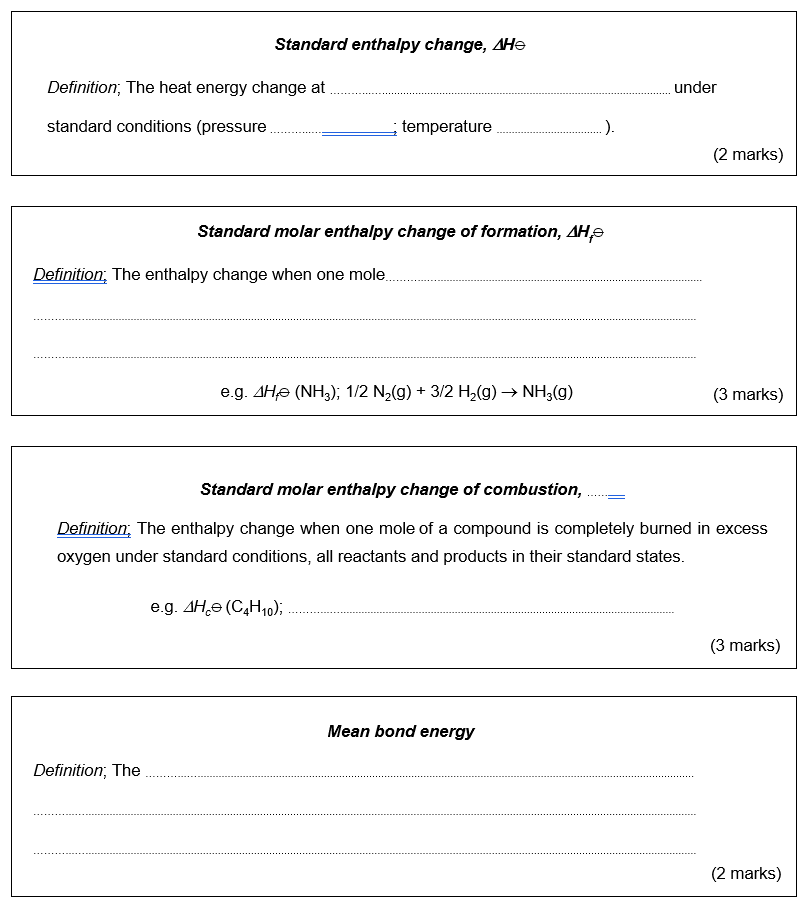 Standard enthalpy change, ΔH⦵
Definition; The heat energy change at ........................................ under
standard conditions (pressure ....................; temperature .................... ).
(2 marks)
Standard molar enthalpy change of formation, ΔHf⦵
Definition; The enthalpy change when one mole........................................
................................................................................
................................................................................
e.g. ΔHf⦵ (NH₃); 1/2 N₂(g) + 3/2 H₂(g) → NH₃(g) (3 marks)
Standard molar enthalpy change of combustion, ..........
Definition; The enthalpy change when one mole of a compound is completely burned in excess
oxygen under standard conditions, all reactants and products in their standard states.
e.g. ΔHc⦵ (C₄H₁₀); ........................................
(3 marks)
Mean bond energy
Definition; The ........................................
................................................................................
................................................................................
(2 marks)